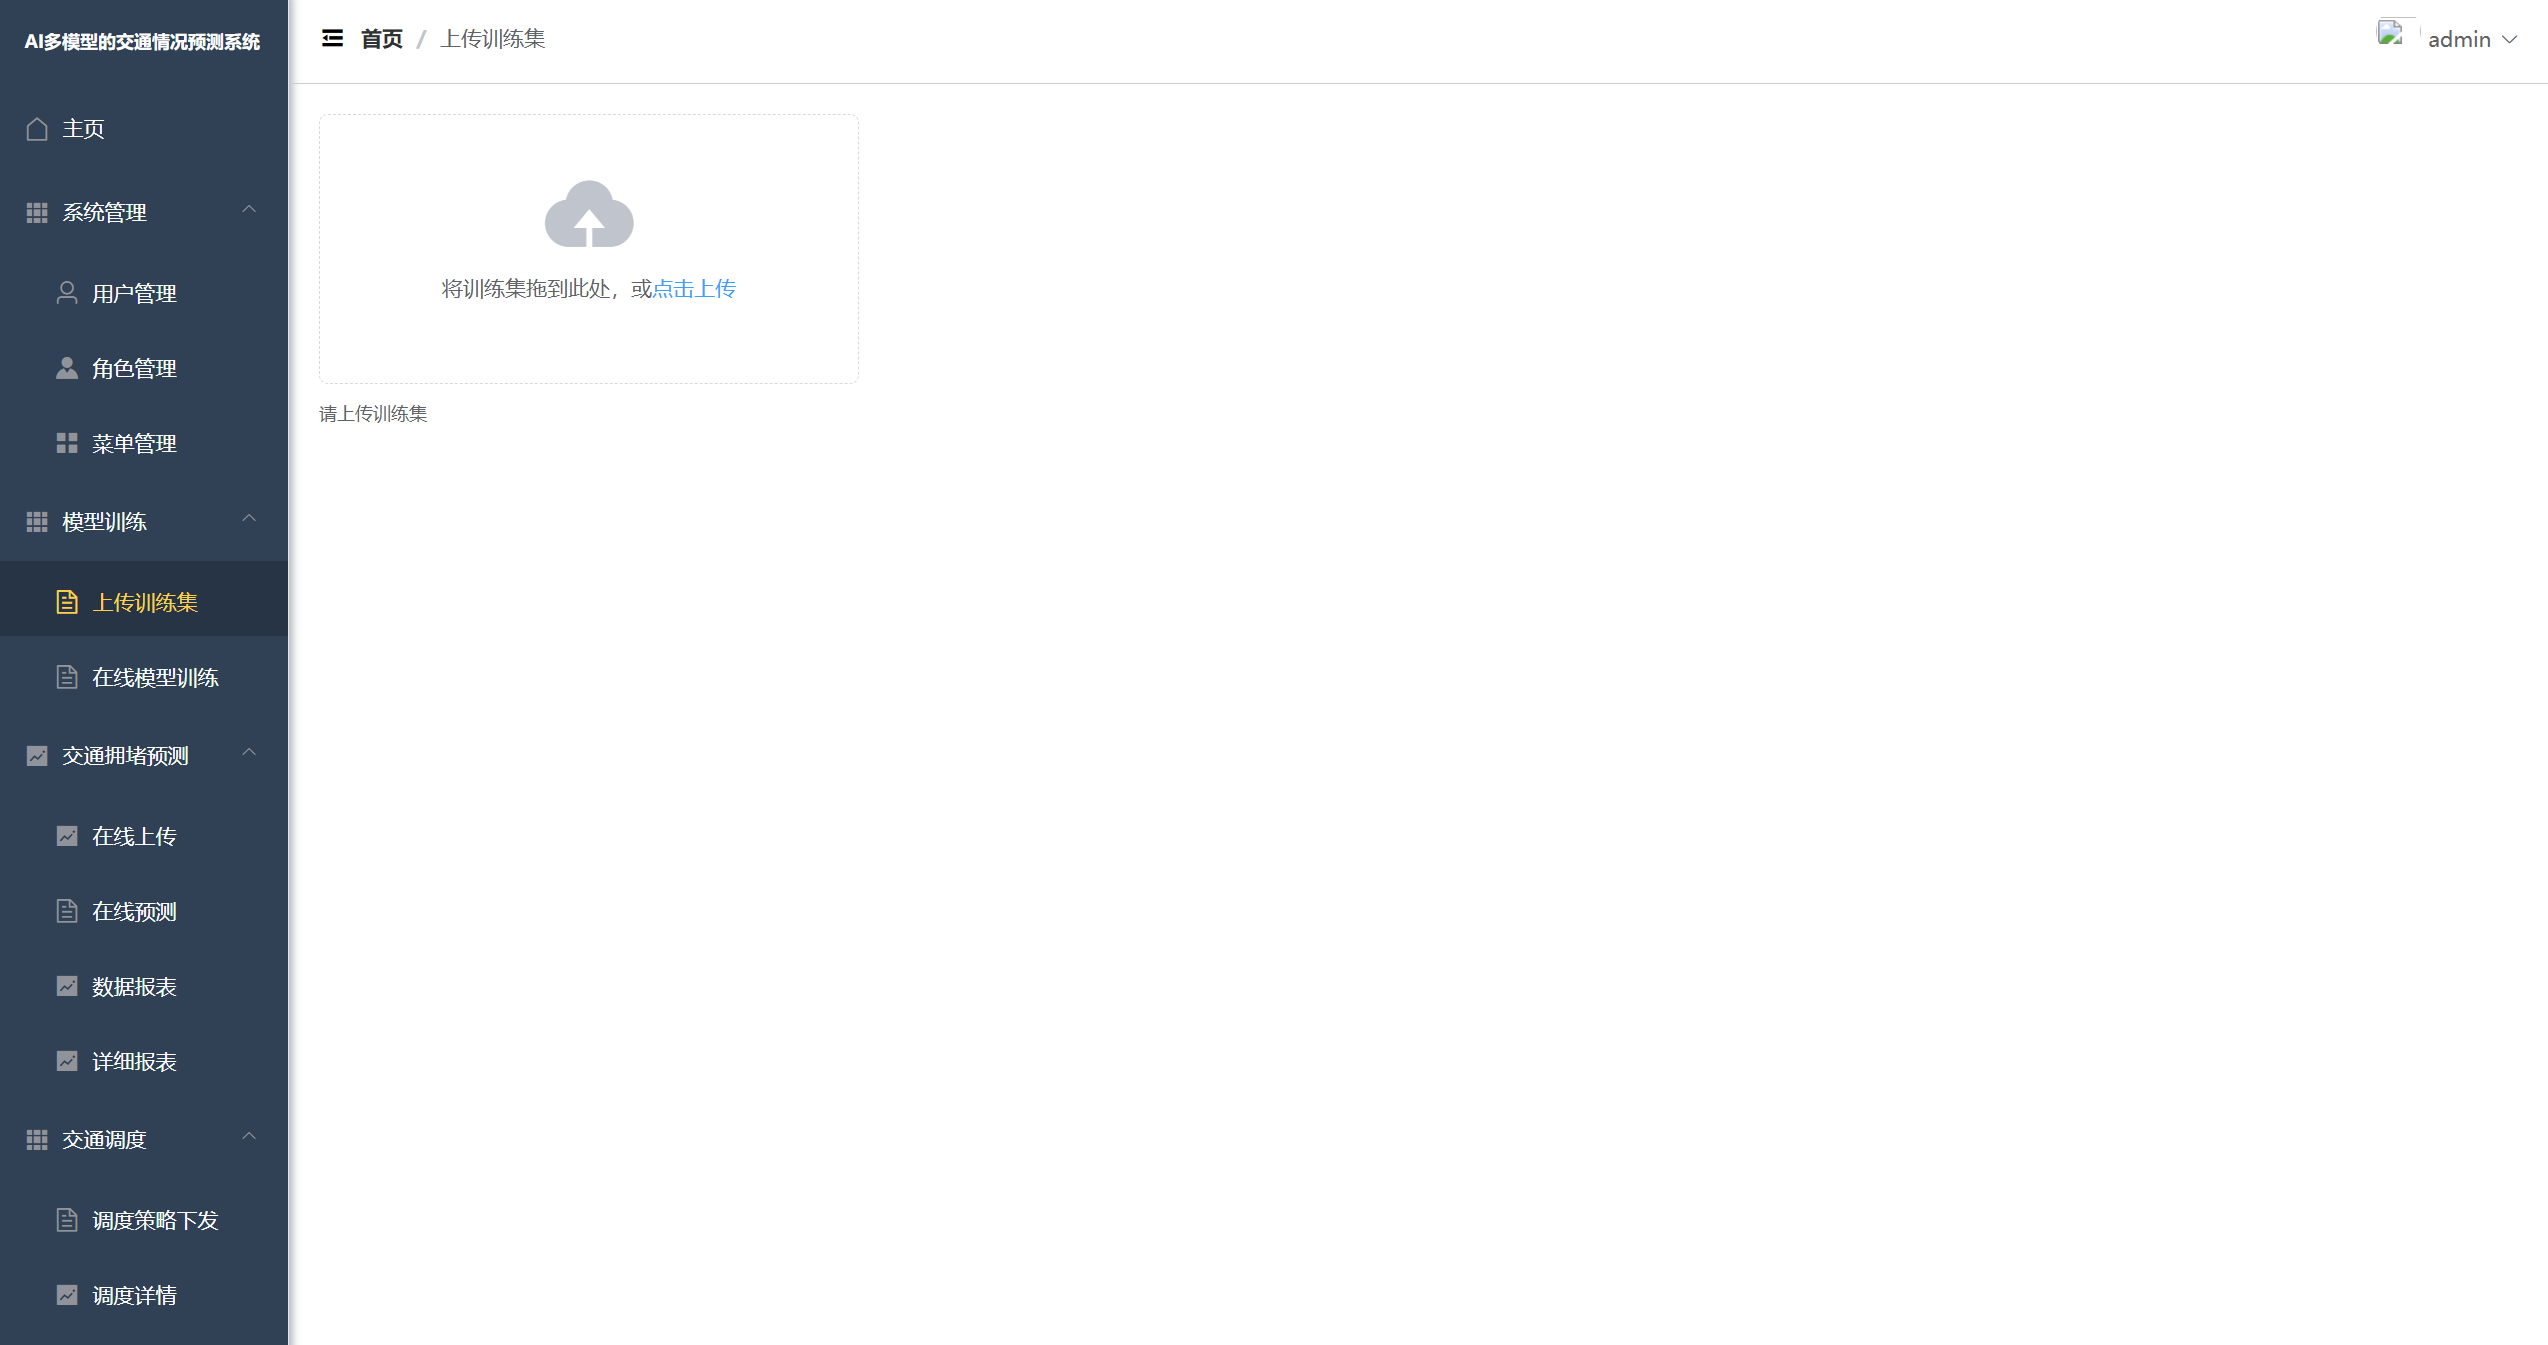 AI多模型的交通情况预测系统
主页
系统管理
用户管理
角色管理
菜单管理
模型训练
上传训练集
在线模型训练
交通拥堵预测
在线上传
在线预测
数据报表
详细报表
交通调度
调度策略下发
调度详情
首页 / 上传训练集
admin
将训练集拖到此处，或点击上传
请上传训练集